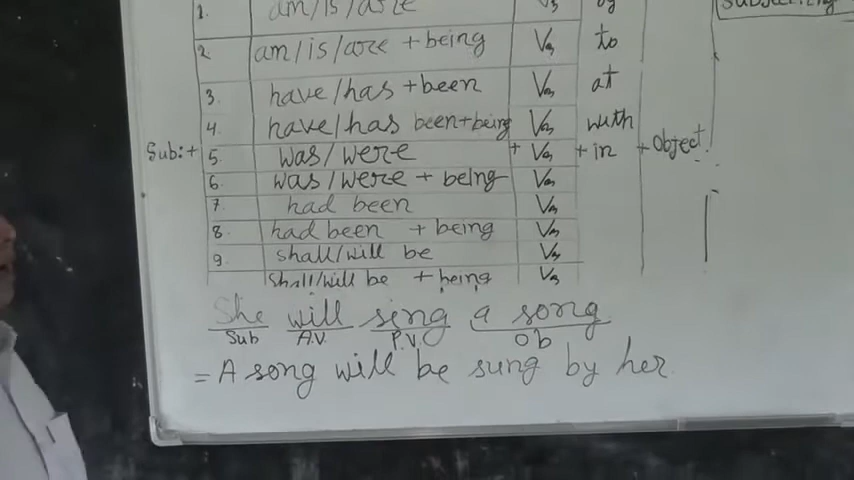 1. am/is/are V3 by
Subjective
2. am/is/are + being V3 to
3. have/has + been V3 at
4. have/has been+being V3 with
Sub:+ 5. was/were + V3 + in + Object.
6. was/were + being V3
7. had been V3
8. had been + being V3
9. shall/will be V3
shall/will be + being V3
She will sing a song
Sub A.V. P.V. Ob
= A song will be sung by her.